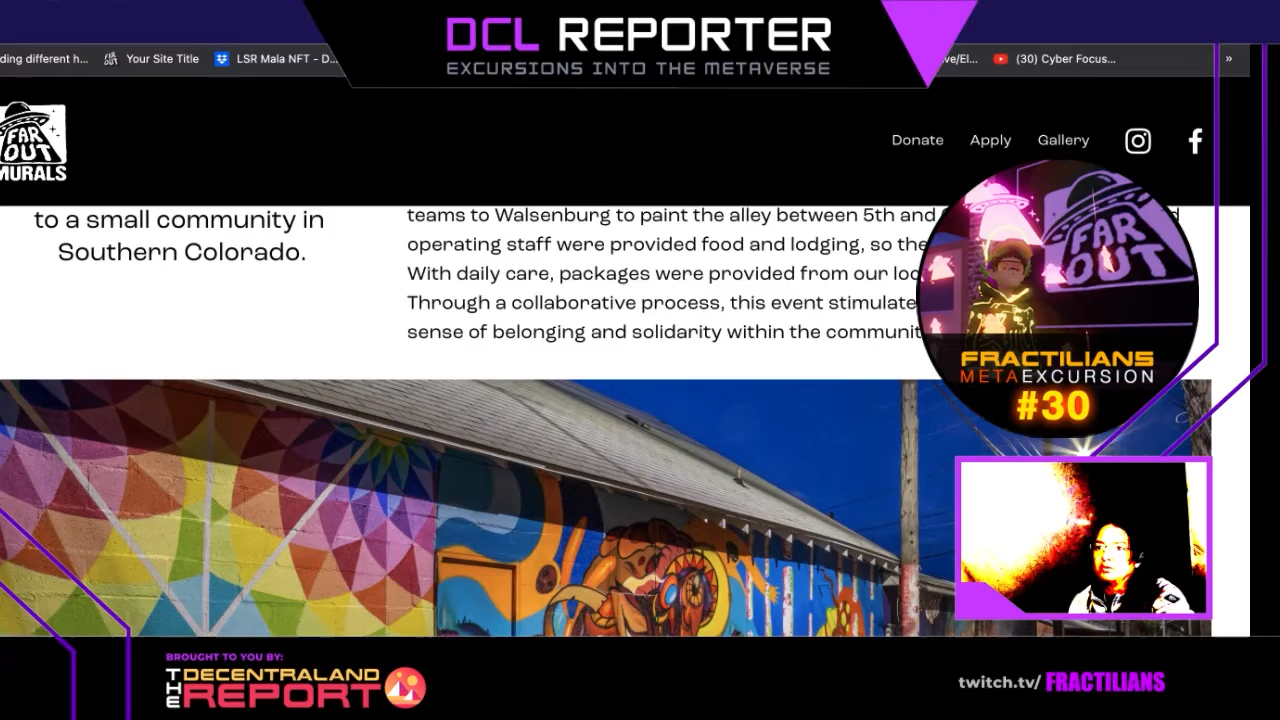 DCL REPORTER
EXCURSIONS INTO THE METAVERSE
ding different h...
Your Site Title
LSR Mala NFT – D...
ve/El...
(30) Cyber Focus...
»
FAR
OUT
MURALS
Donate
Apply
Gallery
to a small community in
Southern Colorado.
teams to Walsenburg to paint the alley between 5th and
operating staff were provided food and lodging, so the
With daily care, packages were provided from our loc
Through a collaborative process, this event stimulate
sense of belonging and solidarity within the communit
FAR
OUT
FRACTILIANS
METAEXCURSION
#30
BROUGHT TO YOU BY:
THE DECENTRALAND
REPORT
twitch.tv/ FRACTILIANS